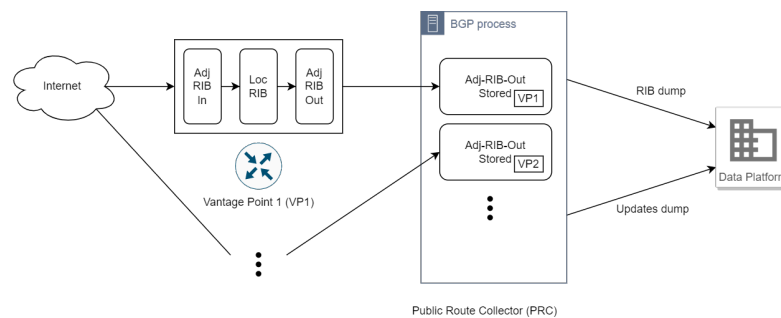 BGP process
Internet
Adj
RIB
In
Loc
RIB
Adj
RIB
Out
Adj-RIB-Out
Stored
VP1
RIB dump
Adj-RIB-Out
Stored
VP2
Data Platform
Vantage Point 1 (VP1)
Updates dump
Public Route Collector (PRC)